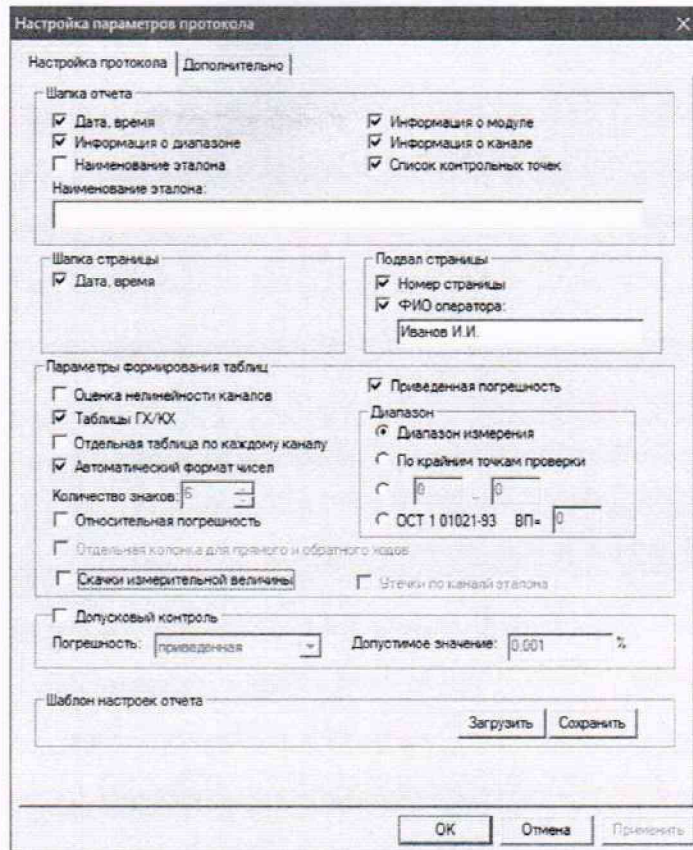 Настройка параметров протокола
Настройка протокола Дополнительно
Шапка отчета
Дата, время
Информация о диапазоне
Наименование эталона
Информация о модуле
Информация о канале
Список контрольных точек
Наименование эталона:
Шапка страницы
Дата, время
Подвал страницы
Номер страницы
ФИО оператора:
Иванов И.И.
Параметры формирования таблиц
Оценка нелинейности каналов
Таблицы ГХ/КХ
Отдельная таблица по каждому каналу
Автоматический формат чисел
Количество знаков: 6
Относительная погрешность
Приведенная погрешность
Диапазон
Диапазон измерения
По крайним точкам проверки
0 - 0
ОСТ 1 01021-93 ВП= 0
Отдельная колонка для прямого и обратного ходов
Скачки измерительной величины
Утечки по каналй эталона
Допусковый контроль
Погрешность: приведенная
Допустимое значение: 0.001 %
Шаблон настроек отчета
Загрузить Сохранить
OK Отмена Применить